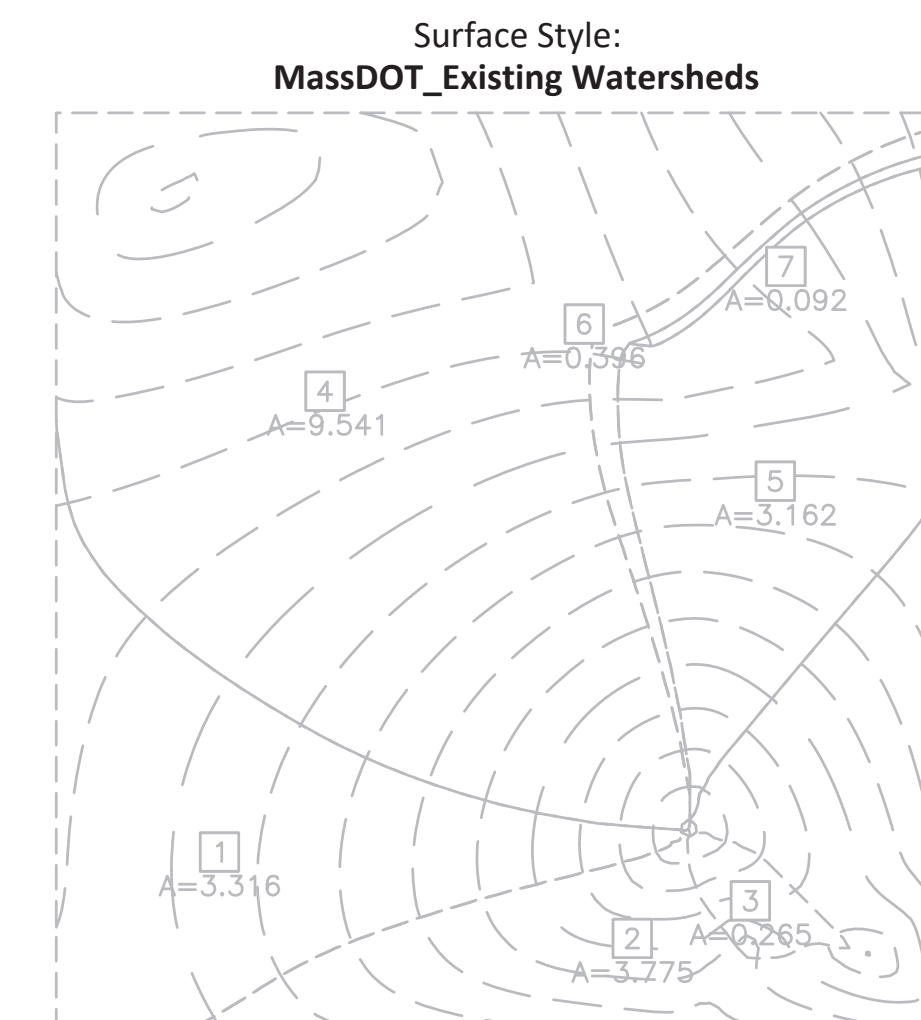 Surface Style:
MassDOT_Existing Watersheds
7
A=0.092
6
A=0.396
4
A=9.541
5
A=3.162
1
A=3.316
3
A=0.265
2
A=3.775